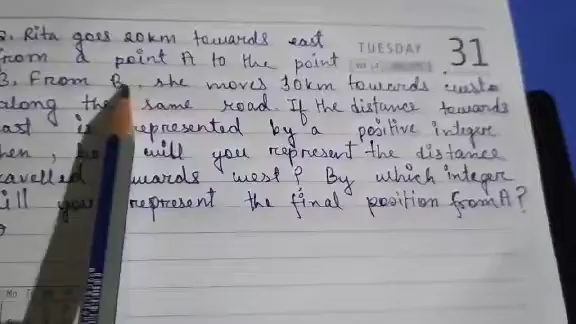 2. Rita goes 20km towards east
from a point A to the point
TUESDAY 31
B. From B, she moves 30km towards west
along the same road. If the distance towards
east is represented by a positive integer
then, how will you represent the distance
travelled towards west? By which integer
will you represent the final position from A?